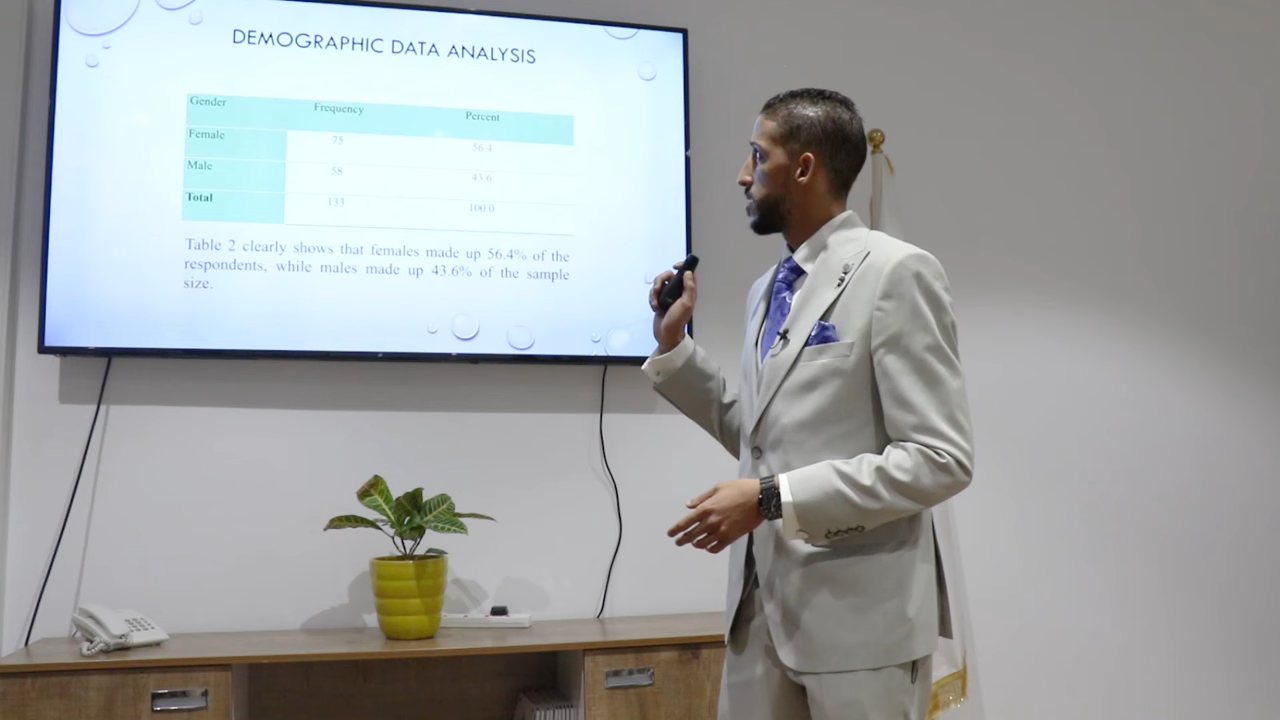 DEMOGRAPHIC DATA ANALYSIS
Gender Frequency Percent
Female 75 56.4
Male 58 43.6
Total 133 100.0
Table 2 clearly shows that females made up 56.4% of the
respondents, while males made up 43.6% of the sample
size.